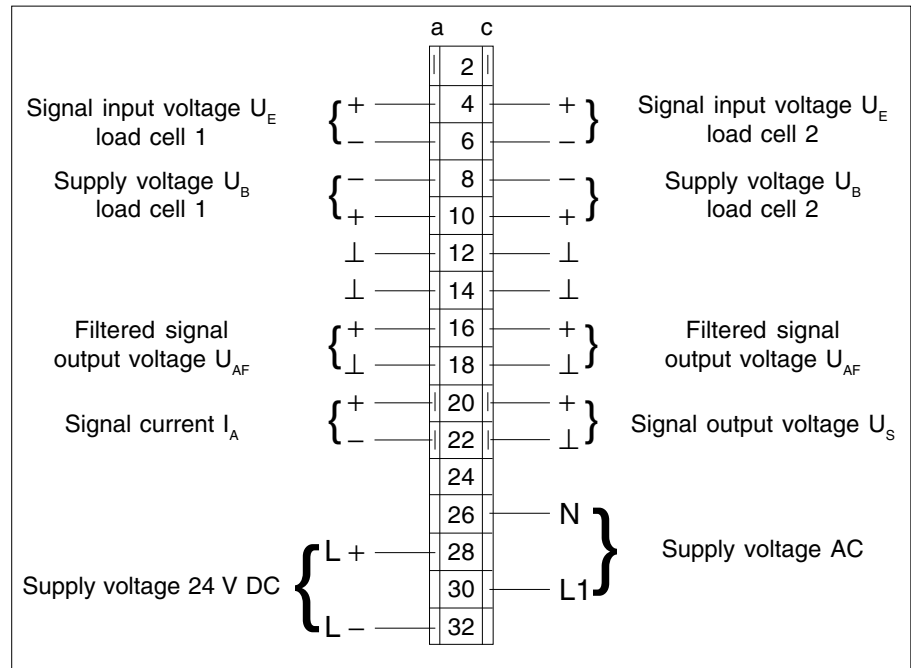 a c
2
Signal input voltage U_E + 4 + Signal input voltage U_E
load cell 1 − 6 − load cell 2
Supply voltage U_B − 8 − Supply voltage U_B
load cell 1 + 10 + load cell 2
⊥ 12 ⊥
⊥ 14 ⊥
Filtered signal + 16 + Filtered signal
output voltage U_AF ⊥ 18 ⊥ output voltage U_AF
+ 20 +
Signal current I_A Signal output voltage U_S
− 22 ⊥
24
26 N
L + 28 Supply voltage AC
Supply voltage 24 V DC 30 L1
L − 32